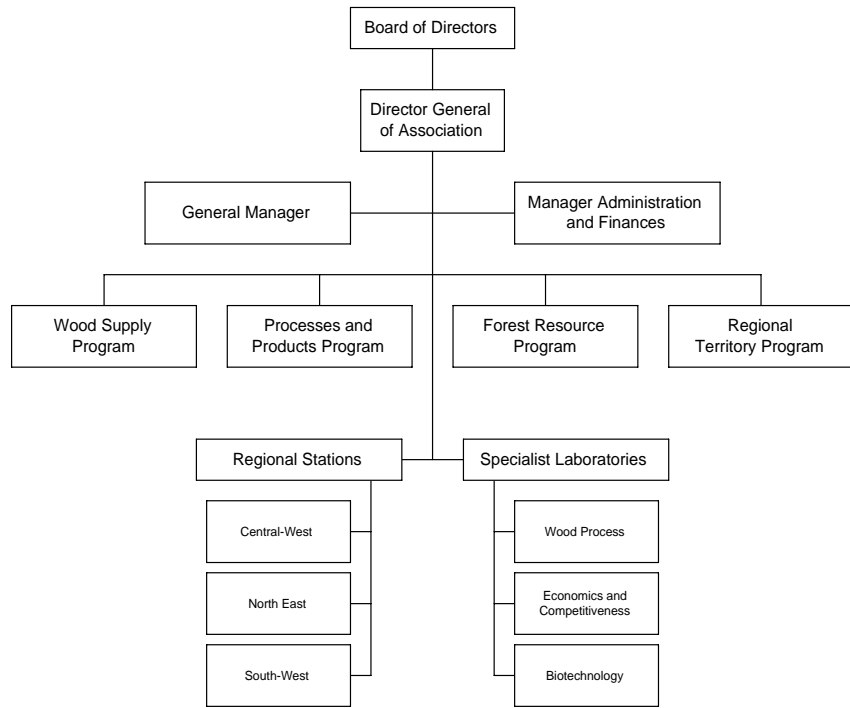 Board of Directors
Director General
of Association
General Manager
Manager Administration
and Finances
Wood Supply
Program
Processes and
Products Program
Forest Resource
Program
Regional
Territory Program
Regional Stations
Specialist Laboratories
Central-West
Wood Process
North East
Economics and
Competitiveness
South-West
Biotechnology